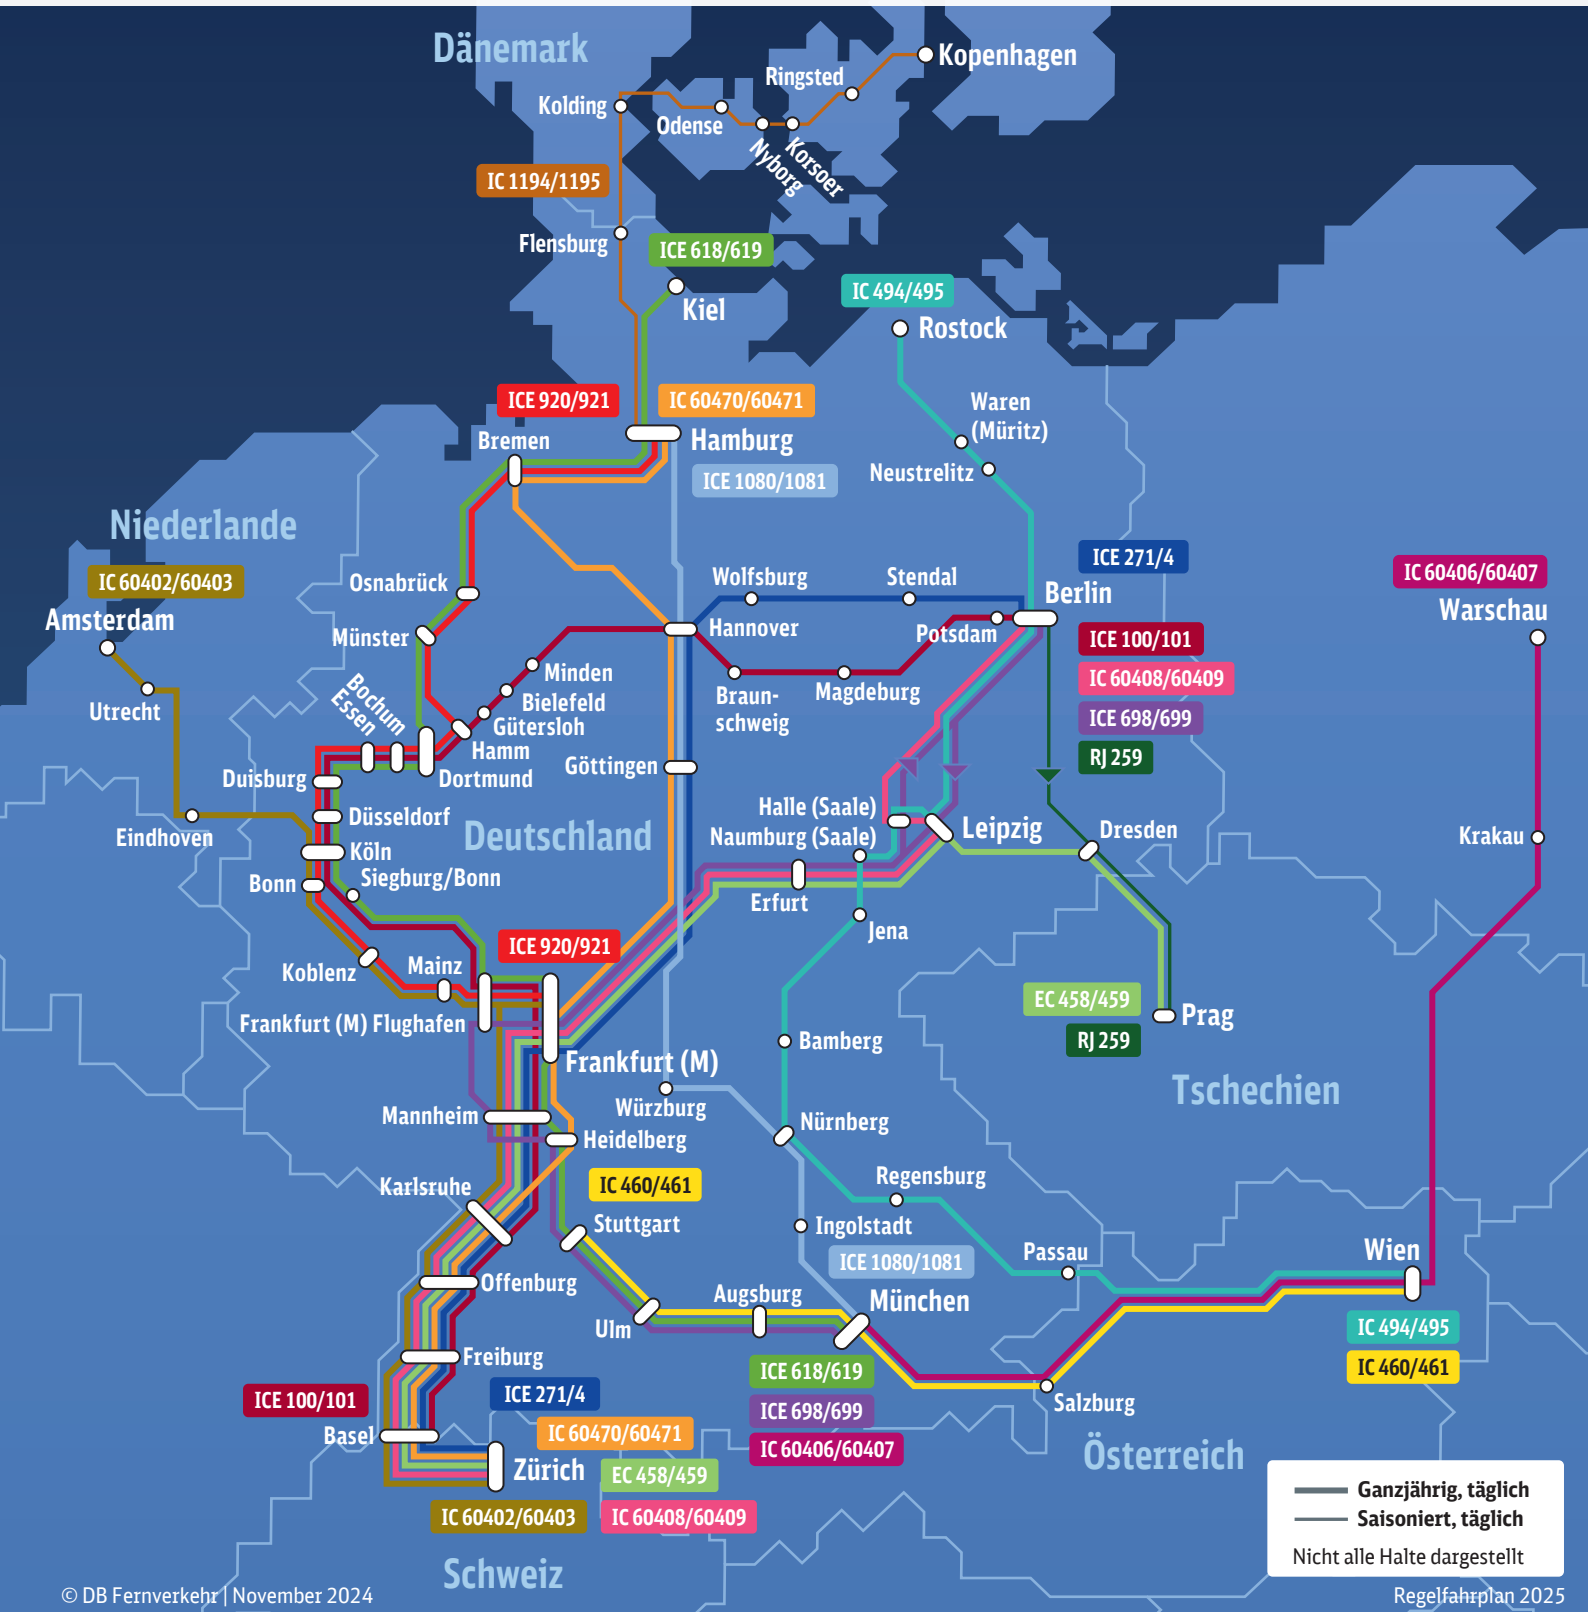 Dänemark
Kopenhagen
Ringsted
Kolding
Odense
Nyborg
Korsoer
IC 1194/1195
Flensburg
ICE 618/619
Kiel
IC 494/495
Rostock
ICE 920/921
IC 60470/60471
Waren
(Müritz)
Bremen
Hamburg
Neustrelitz
ICE 1080/1081
Niederlande
IC 60402/60403
Osnabrück
Wolfsburg
Stendal
ICE 271/4
Berlin
IC 60406/60407
Warschau
Amsterdam
Münster
Hannover
Potsdam
ICE 100/101
Minden
Bielefeld
Gütersloh
Hamm
Bochum
Essen
Utrecht
Braun-
schweig
Magdeburg
IC 60408/60409
ICE 698/699
RJ 259
Göttingen
Duisburg
Dortmund
Düsseldorf
Deutschland
Halle (Saale)
Naumburg (Saale)
Leipzig
Dresden
Krakau
Eindhoven
Köln
Bonn
Siegburg/Bonn
Erfurt
Jena
ICE 920/921
Koblenz
Mainz
Frankfurt (M) Flughafen
EC 458/459
Prag
RJ 259
Bamberg
Frankfurt (M)
Würzburg
Tschechien
Mannheim
Heidelberg
Nürnberg
Karlsruhe
IC 460/461
Regensburg
Stuttgart
Ingolstadt
ICE 1080/1081
Passau
Wien
Offenburg
Augsburg
München
Ulm
IC 494/495
IC 460/461
Freiburg
ICE 618/619
ICE 698/699
IC 60406/60407
Salzburg
ICE 100/101
ICE 271/4
Basel
IC 60470/60471
Zürich
EC 458/459
Österreich
IC 60402/60403
IC 60408/60409
Schweiz
Ganzjährig, täglich
Saisoniert, täglich
Nicht alle Halte dargestellt
© DB Fernverkehr | November 2024
Regelfahrplan 2025